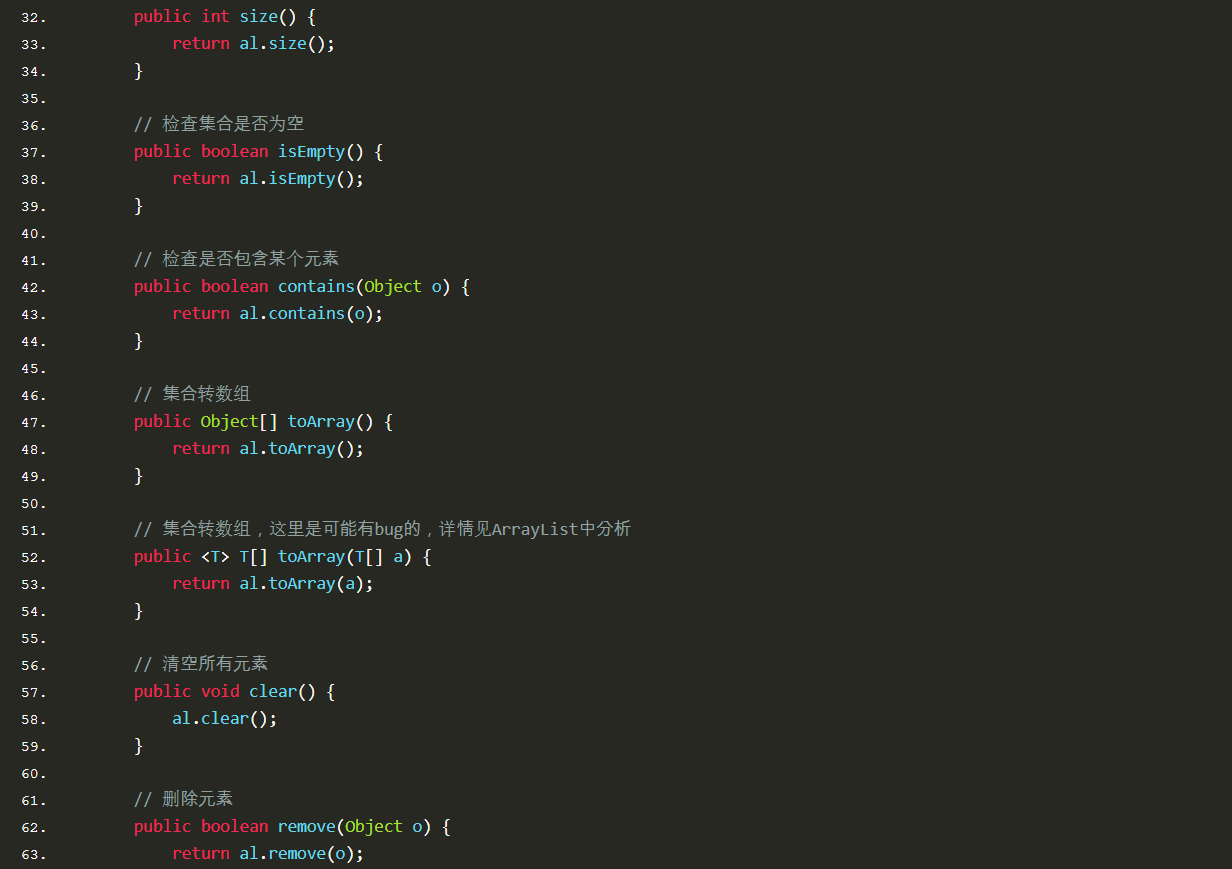 32.         public int size() {
33.             return al.size();
34.         }
35.
36.         // 检查集合是否为空
37.         public boolean isEmpty() {
38.             return al.isEmpty();
39.         }
40.
41.         // 检查是否包含某个元素
42.         public boolean contains(Object o) {
43.             return al.contains(o);
44.         }
45.
46.         // 集合转数组
47.         public Object[] toArray() {
48.             return al.toArray();
49.         }
50.
51.         // 集合转数组，这里是可能有bug的，详情见ArrayList中分析
52.         public <T> T[] toArray(T[] a) {
53.             return al.toArray(a);
54.         }
55.
56.         // 清空所有元素
57.         public void clear() {
58.             al.clear();
59.         }
60.
61.         // 删除元素
62.         public boolean remove(Object o) {
63.             return al.remove(o);